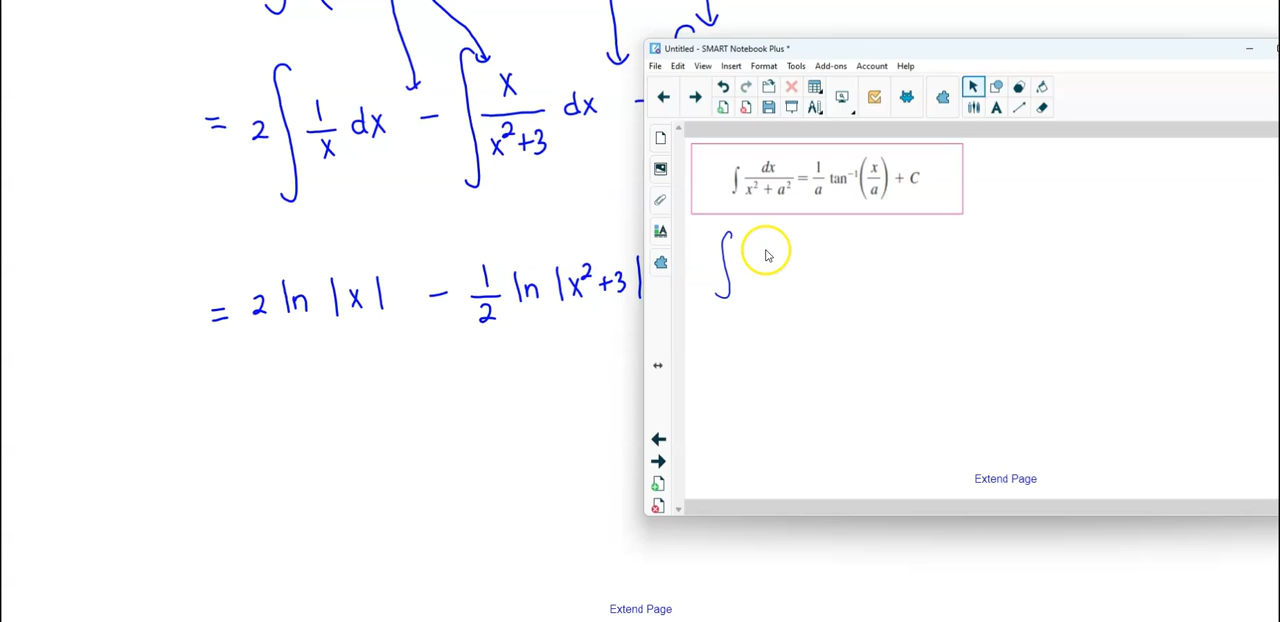 = 2 ∫ 1/x dx − ∫ x/(x²+3) dx −
= 2 ln |x| − 1/2 ln |x²+3|
Untitled - SMART Notebook Plus *
File Edit View Insert Format Tools Add-ons Account Help
∫ dx/(x² + a²) = 1/a tan⁻¹(x/a) + C
∫
Extend Page
Extend Page